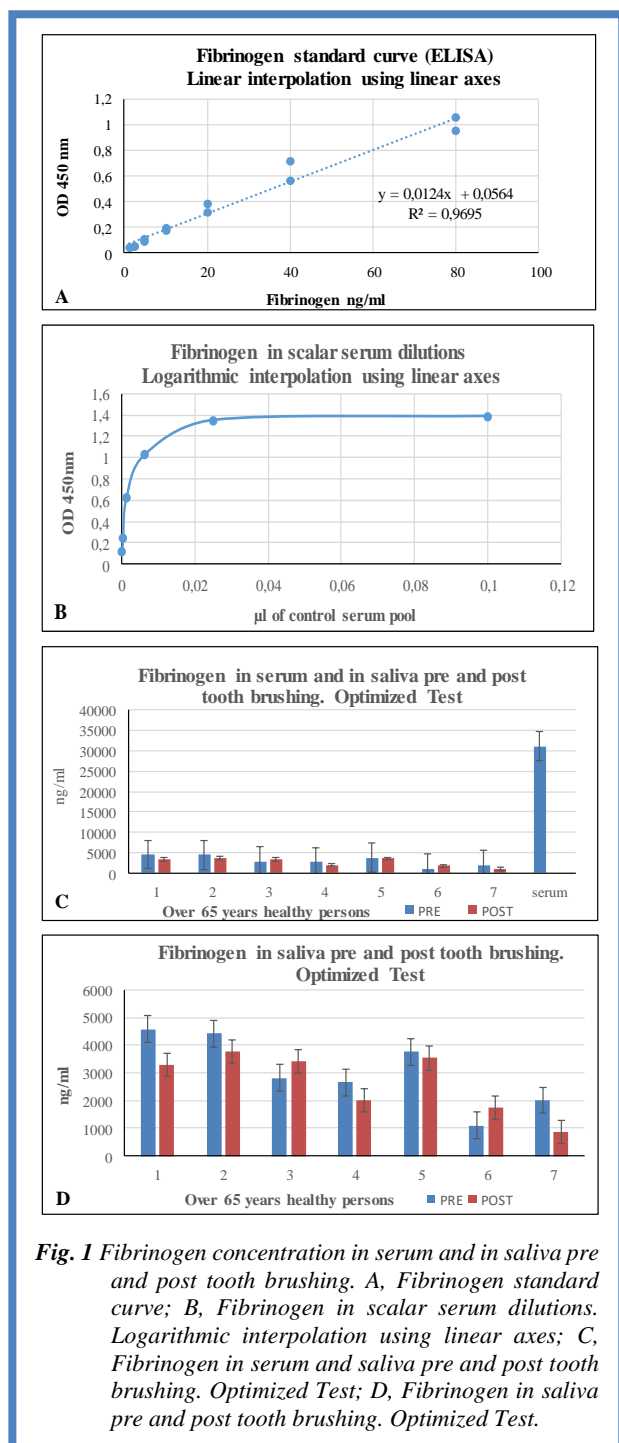 Fibrinogen standard curve (ELISA)
Linear interpolation using linear axes
1,2
1
0,8
0,6
0,4
0,2
0
OD 450 nm
y = 0,0124x + 0,0564
R² = 0,9695
0 20 40 60 80 100
Fibrinogen ng/ml
A
Fibrinogen in scalar serum dilutions
Logarithmic interpolation using linear axes
1,6
1,4
1,2
1
0,8
0,6
0,4
0,2
0
OD 450nm
0 0,02 0,04 0,06 0,08 0,1 0,12
µl of control serum pool
B
Fibrinogen in serum and in saliva pre and post
tooth brushing. Optimized Test
40000
35000
30000
25000
20000
15000
10000
5000
0
ng/ml
1 2 3 4 5 6 7 serum
Over 65 years healthy persons PRE POST
C
Fibrinogen in saliva pre and post tooth brushing.
Optimized Test
6000
5000
4000
3000
2000
1000
0
ng/ml
1 2 3 4 5 6 7
Over 65 years healthy persons PRE POST
D
Fig. 1 Fibrinogen concentration in serum and in saliva pre
and post tooth brushing. A, Fibrinogen standard
curve; B, Fibrinogen in scalar serum dilutions.
Logarithmic interpolation using linear axes; C,
Fibrinogen in serum and saliva pre and post tooth
brushing. Optimized Test; D, Fibrinogen in saliva
pre and post tooth brushing. Optimized Test.